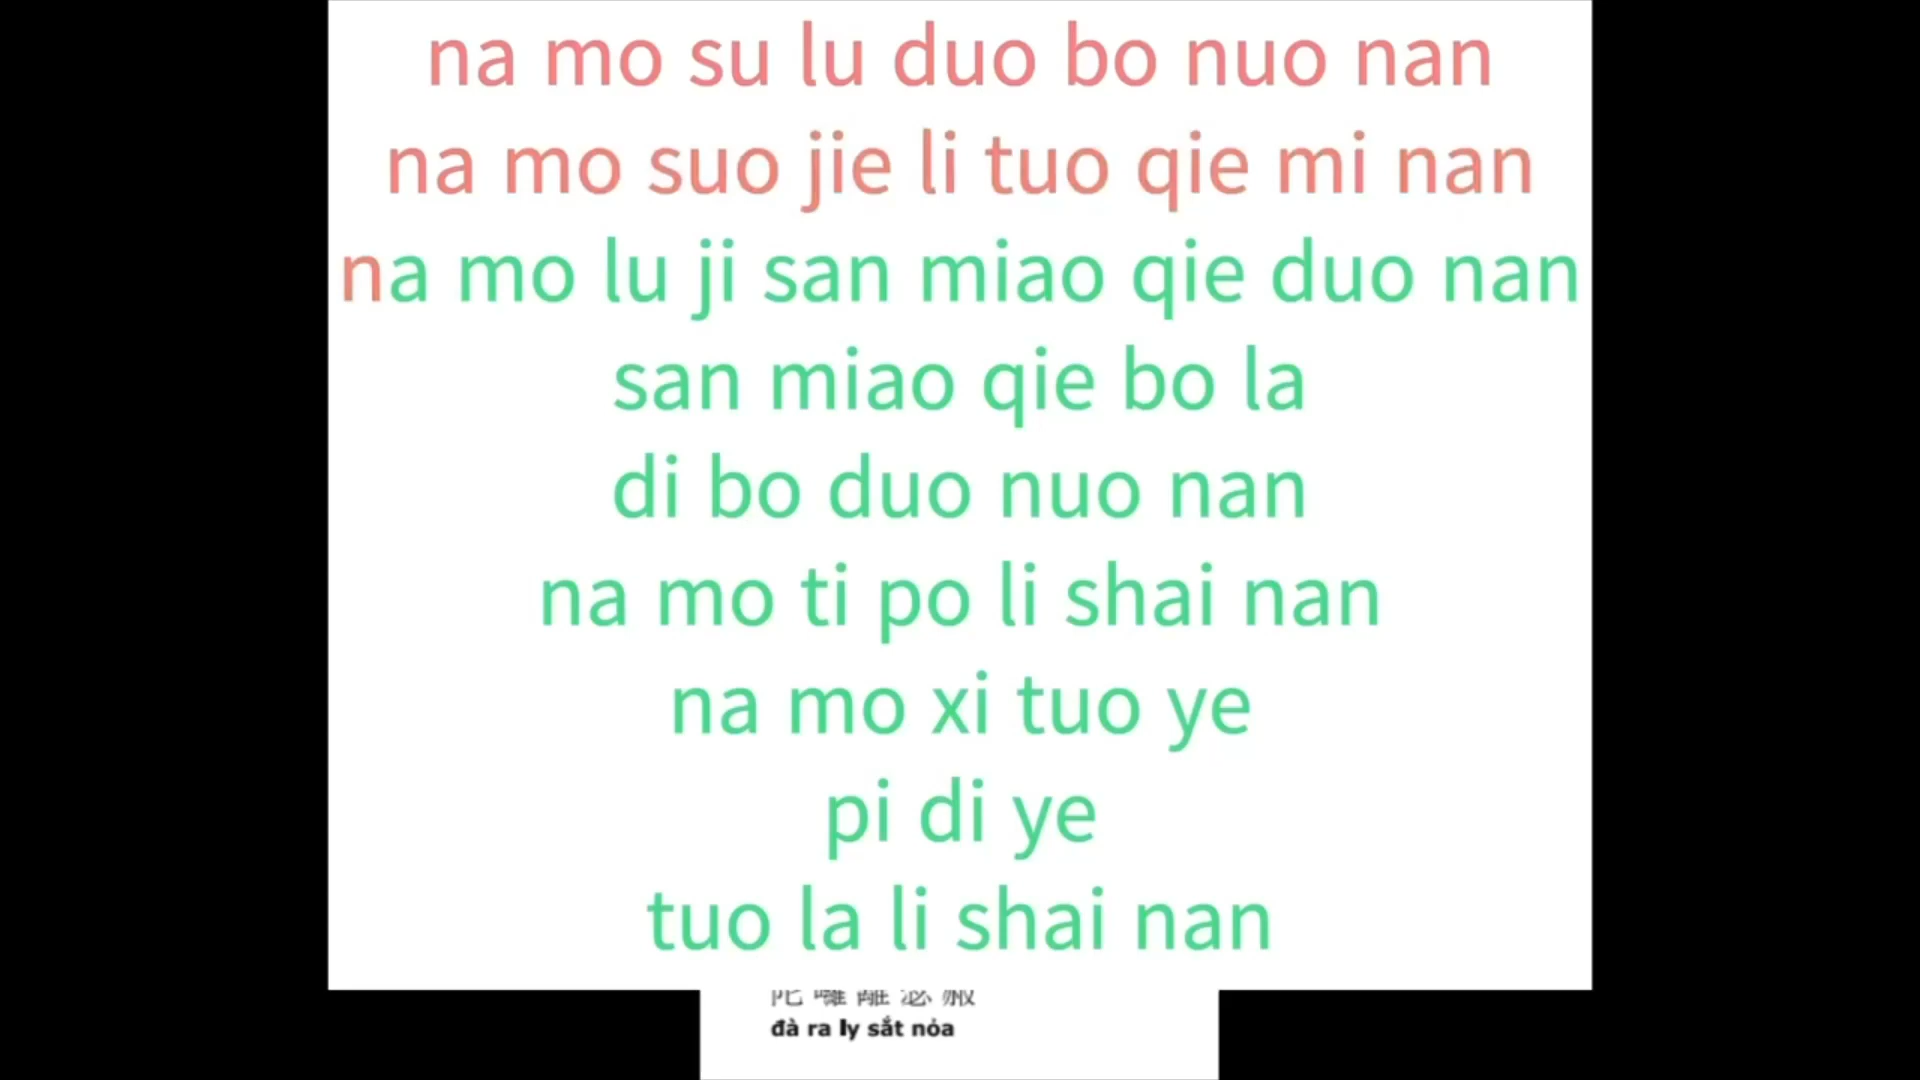 na mo su lu duo bo nuo nan
na mo suo jie li tuo qie mi nan
na mo lu ji san miao qie duo nan
san miao qie bo la
di bo duo nuo nan
na mo ti po li shai nan
na mo xi tuo ye
pi di ye
tuo la li shai nan
đà ra ly sắt nỏa